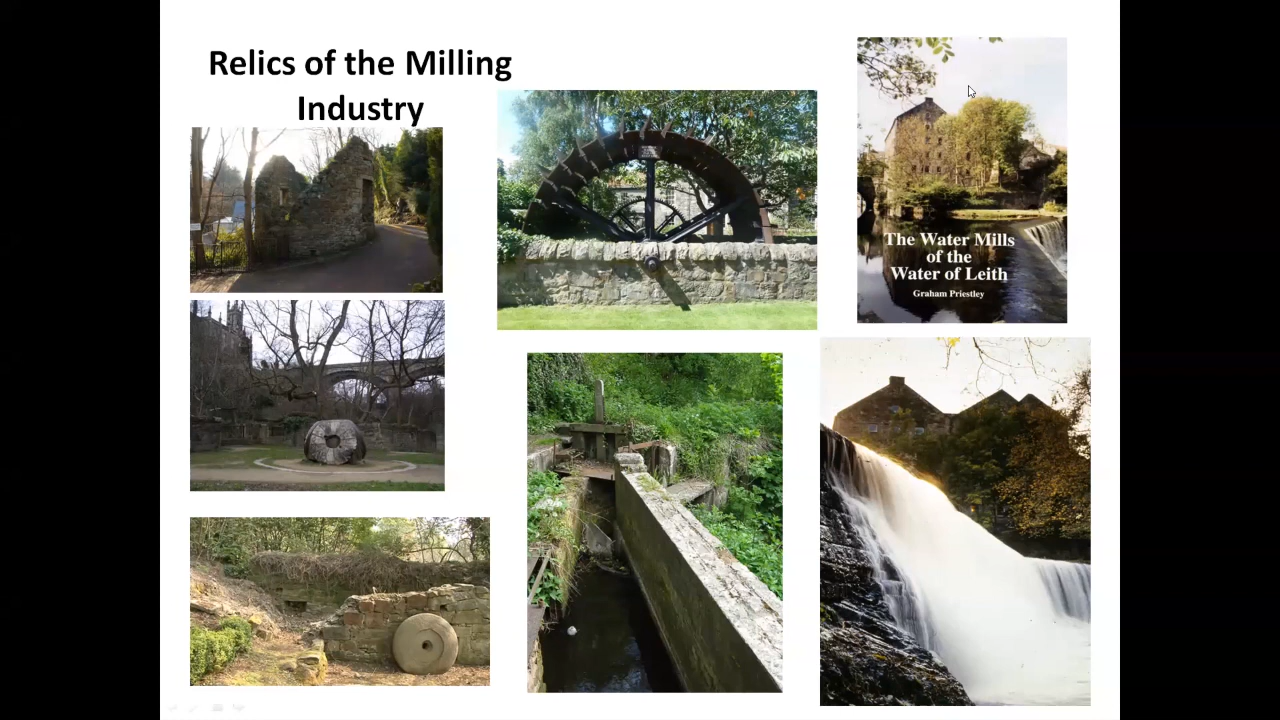 Relics of the Milling
Industry
The Water Mills
of the
Water of Leith
Graham Priestley